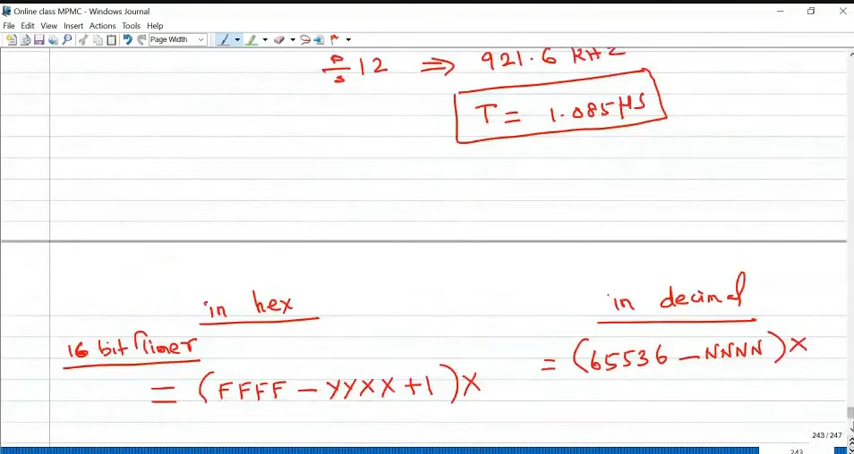 Online class MPMC - Windows Journal
File Edit View Insert Actions Tools Help
Page Width
÷ 12 ⇒ 921.6 KHz
T = 1.085 μS
in hex
in decimal
16 bit Timer
= (FFFF - YYXX + 1) X
= (65536 - NNNN) X
243 / 247
243